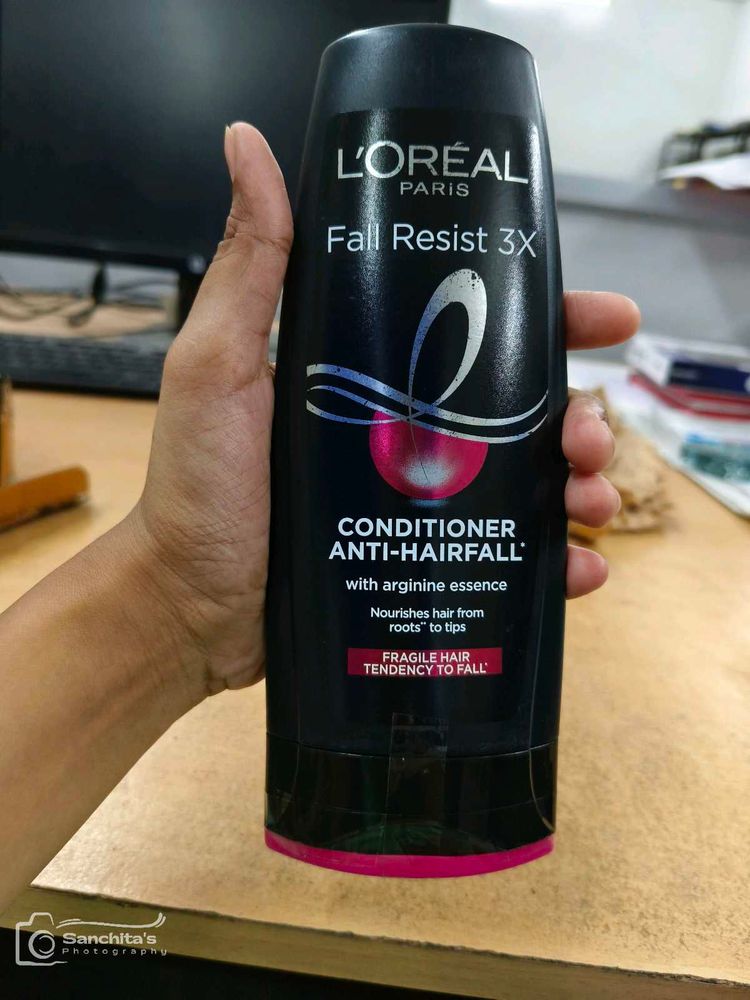 L'ORÉAL
PARIS
Fall Resist 3X
CONDITIONER
ANTI-HAIRFALL*
with arginine essence
Nourishes hair from
roots** to tips
FRAGILE HAIR
TENDENCY TO FALL*
Sanchita's
Photography